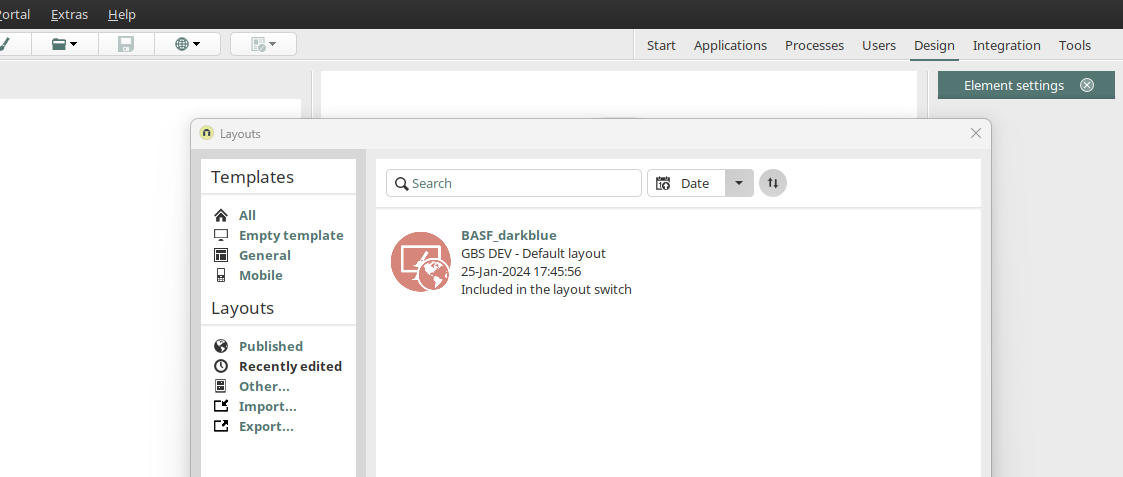 Extras Help
Start Applications Processes Users Design Integration Tools
Element settings
Layouts
Templates
Search
Date
All
Empty template
General
Mobile
BASF_darkblue
GBS DEV - Default layout
25-Jan-2024 17:45:56
Included in the layout switch
Layouts
Published
Recently edited
Other...
Import...
Export...